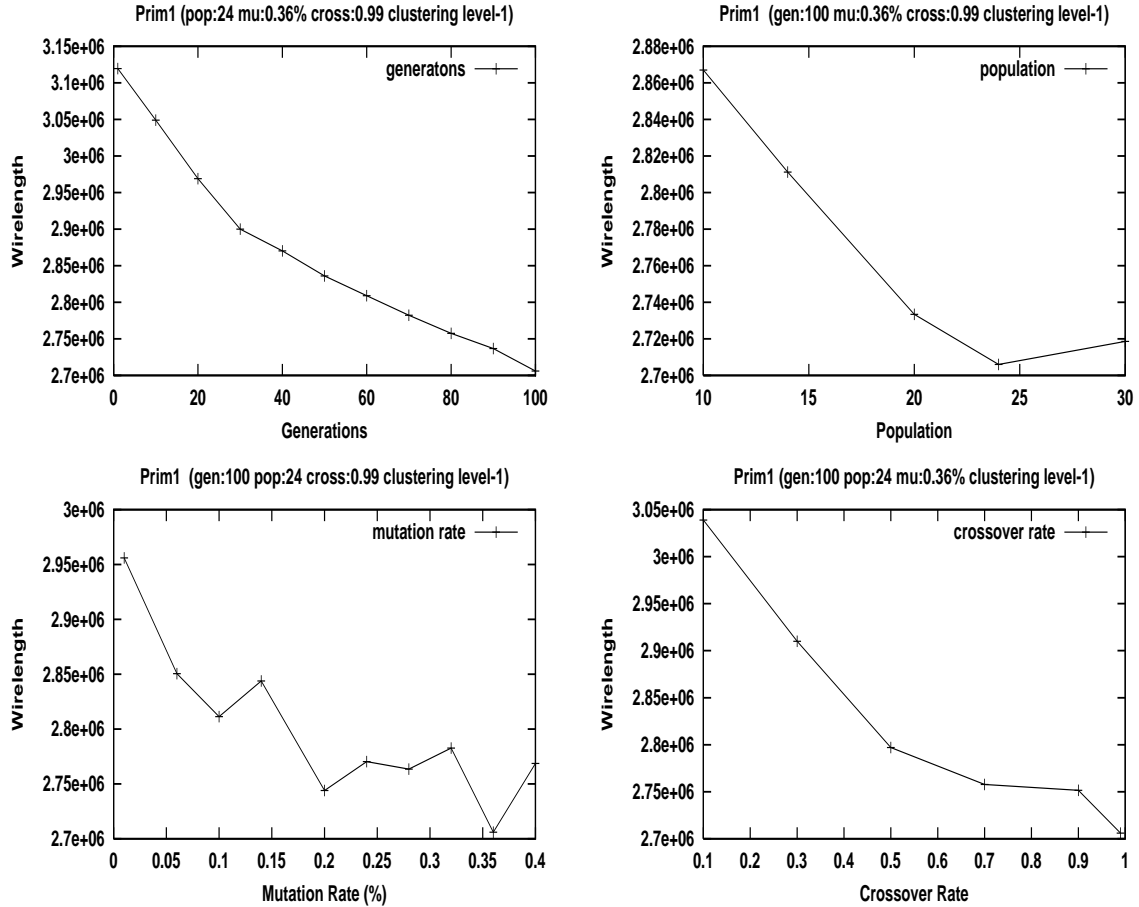 Prim1 (pop:24 mu:0.36% cross:0.99 clustering level-1)
3.15e+06
3.1e+06
3.05e+06
3e+06
2.95e+06
2.9e+06
2.85e+06
2.8e+06
2.75e+06
2.7e+06
Wirelength
generatons
0 20 40 60 80 100
Generations
Prim1 (gen:100 mu:0.36% cross:0.99 clustering level-1)
2.88e+06
2.86e+06
2.84e+06
2.82e+06
2.8e+06
2.78e+06
2.76e+06
2.74e+06
2.72e+06
2.7e+06
Wirelength
population
10 15 20 25 30
Population
Prim1 (gen:100 pop:24 cross:0.99 clustering level-1)
3e+06
2.95e+06
2.9e+06
2.85e+06
2.8e+06
2.75e+06
2.7e+06
Wirelength
mutation rate
0 0.05 0.1 0.15 0.2 0.25 0.3 0.35 0.4
Mutation Rate (%)
Prim1 (gen:100 pop:24 mu:0.36% clustering level-1)
3.05e+06
3e+06
2.95e+06
2.9e+06
2.85e+06
2.8e+06
2.75e+06
2.7e+06
Wirelength
crossover rate
0.1 0.2 0.3 0.4 0.5 0.6 0.7 0.8 0.9 1
Crossover Rate